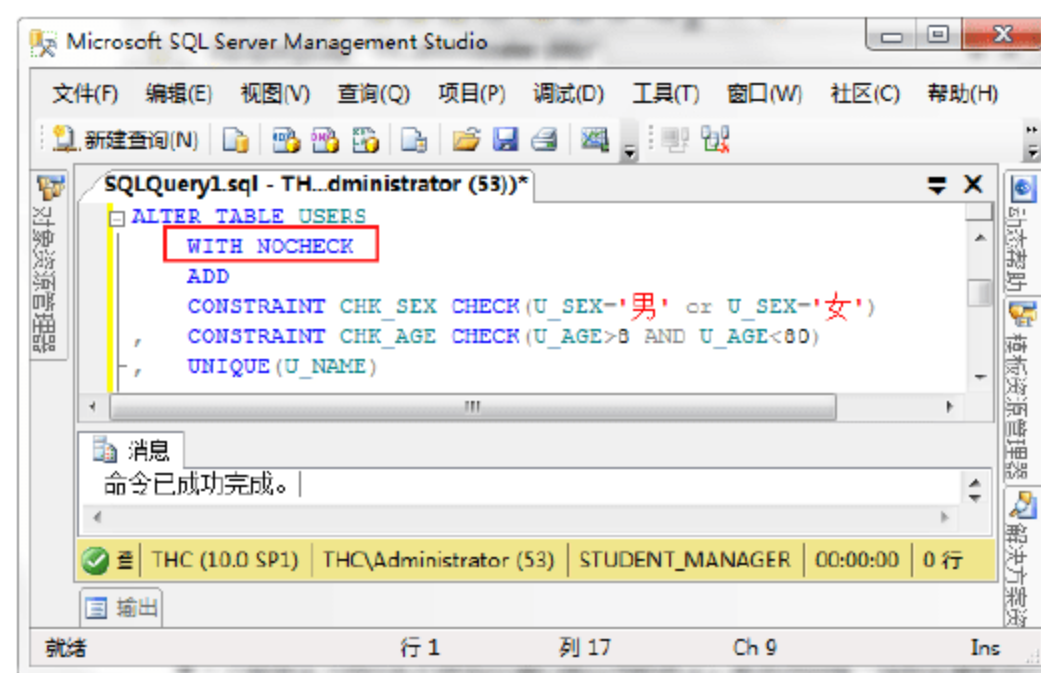 Microsoft SQL Server Management Studio
文件(F) 编辑(E) 视图(V) 查询(Q) 项目(P) 调试(D) 工具(T) 窗口(W) 社区(C) 帮助(H)
新建查询(N)
SQLQuery1.sql - TH...dministrator (53))*
ALTER TABLE USERS
WITH NOCHECK
ADD
CONSTRAINT CHK_SEX CHECK(U_SEX='男' or U_SEX='女')
, CONSTRAINT CHK_AGE CHECK(U_AGE>8 AND U_AGE<80)
, UNIQUE(U_NAME)
消息
命令已成功完成。
THC (10.0 SP1) THC\Administrator (53) STUDENT_MANAGER 00:00:00 0 行
输出
就绪 行 1 列 17 Ch 9 Ins
对象资源管理器
动态帮助
模板资源管理器
解决方案资